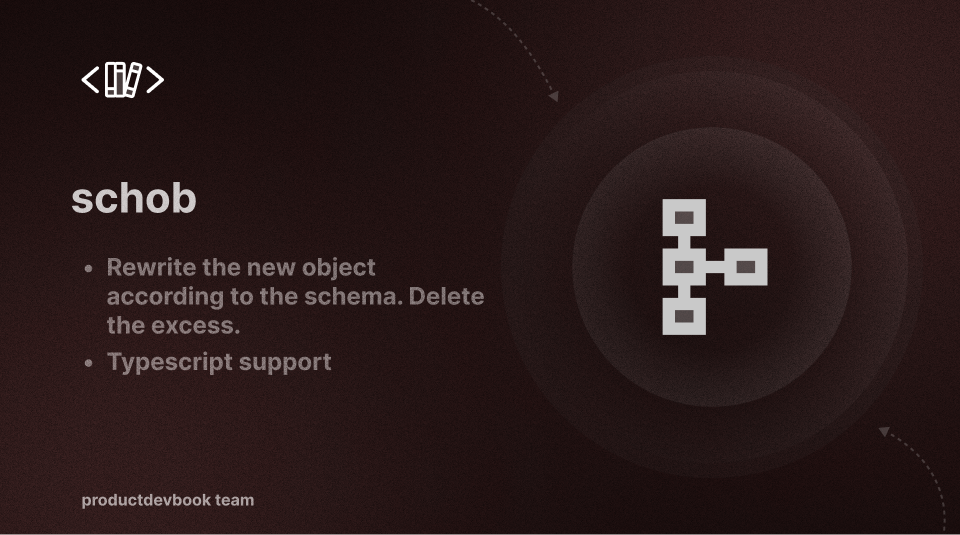 schob
• Rewrite the new object
according to the schema. Delete
the excess.
• Typescript support
productdevbook team